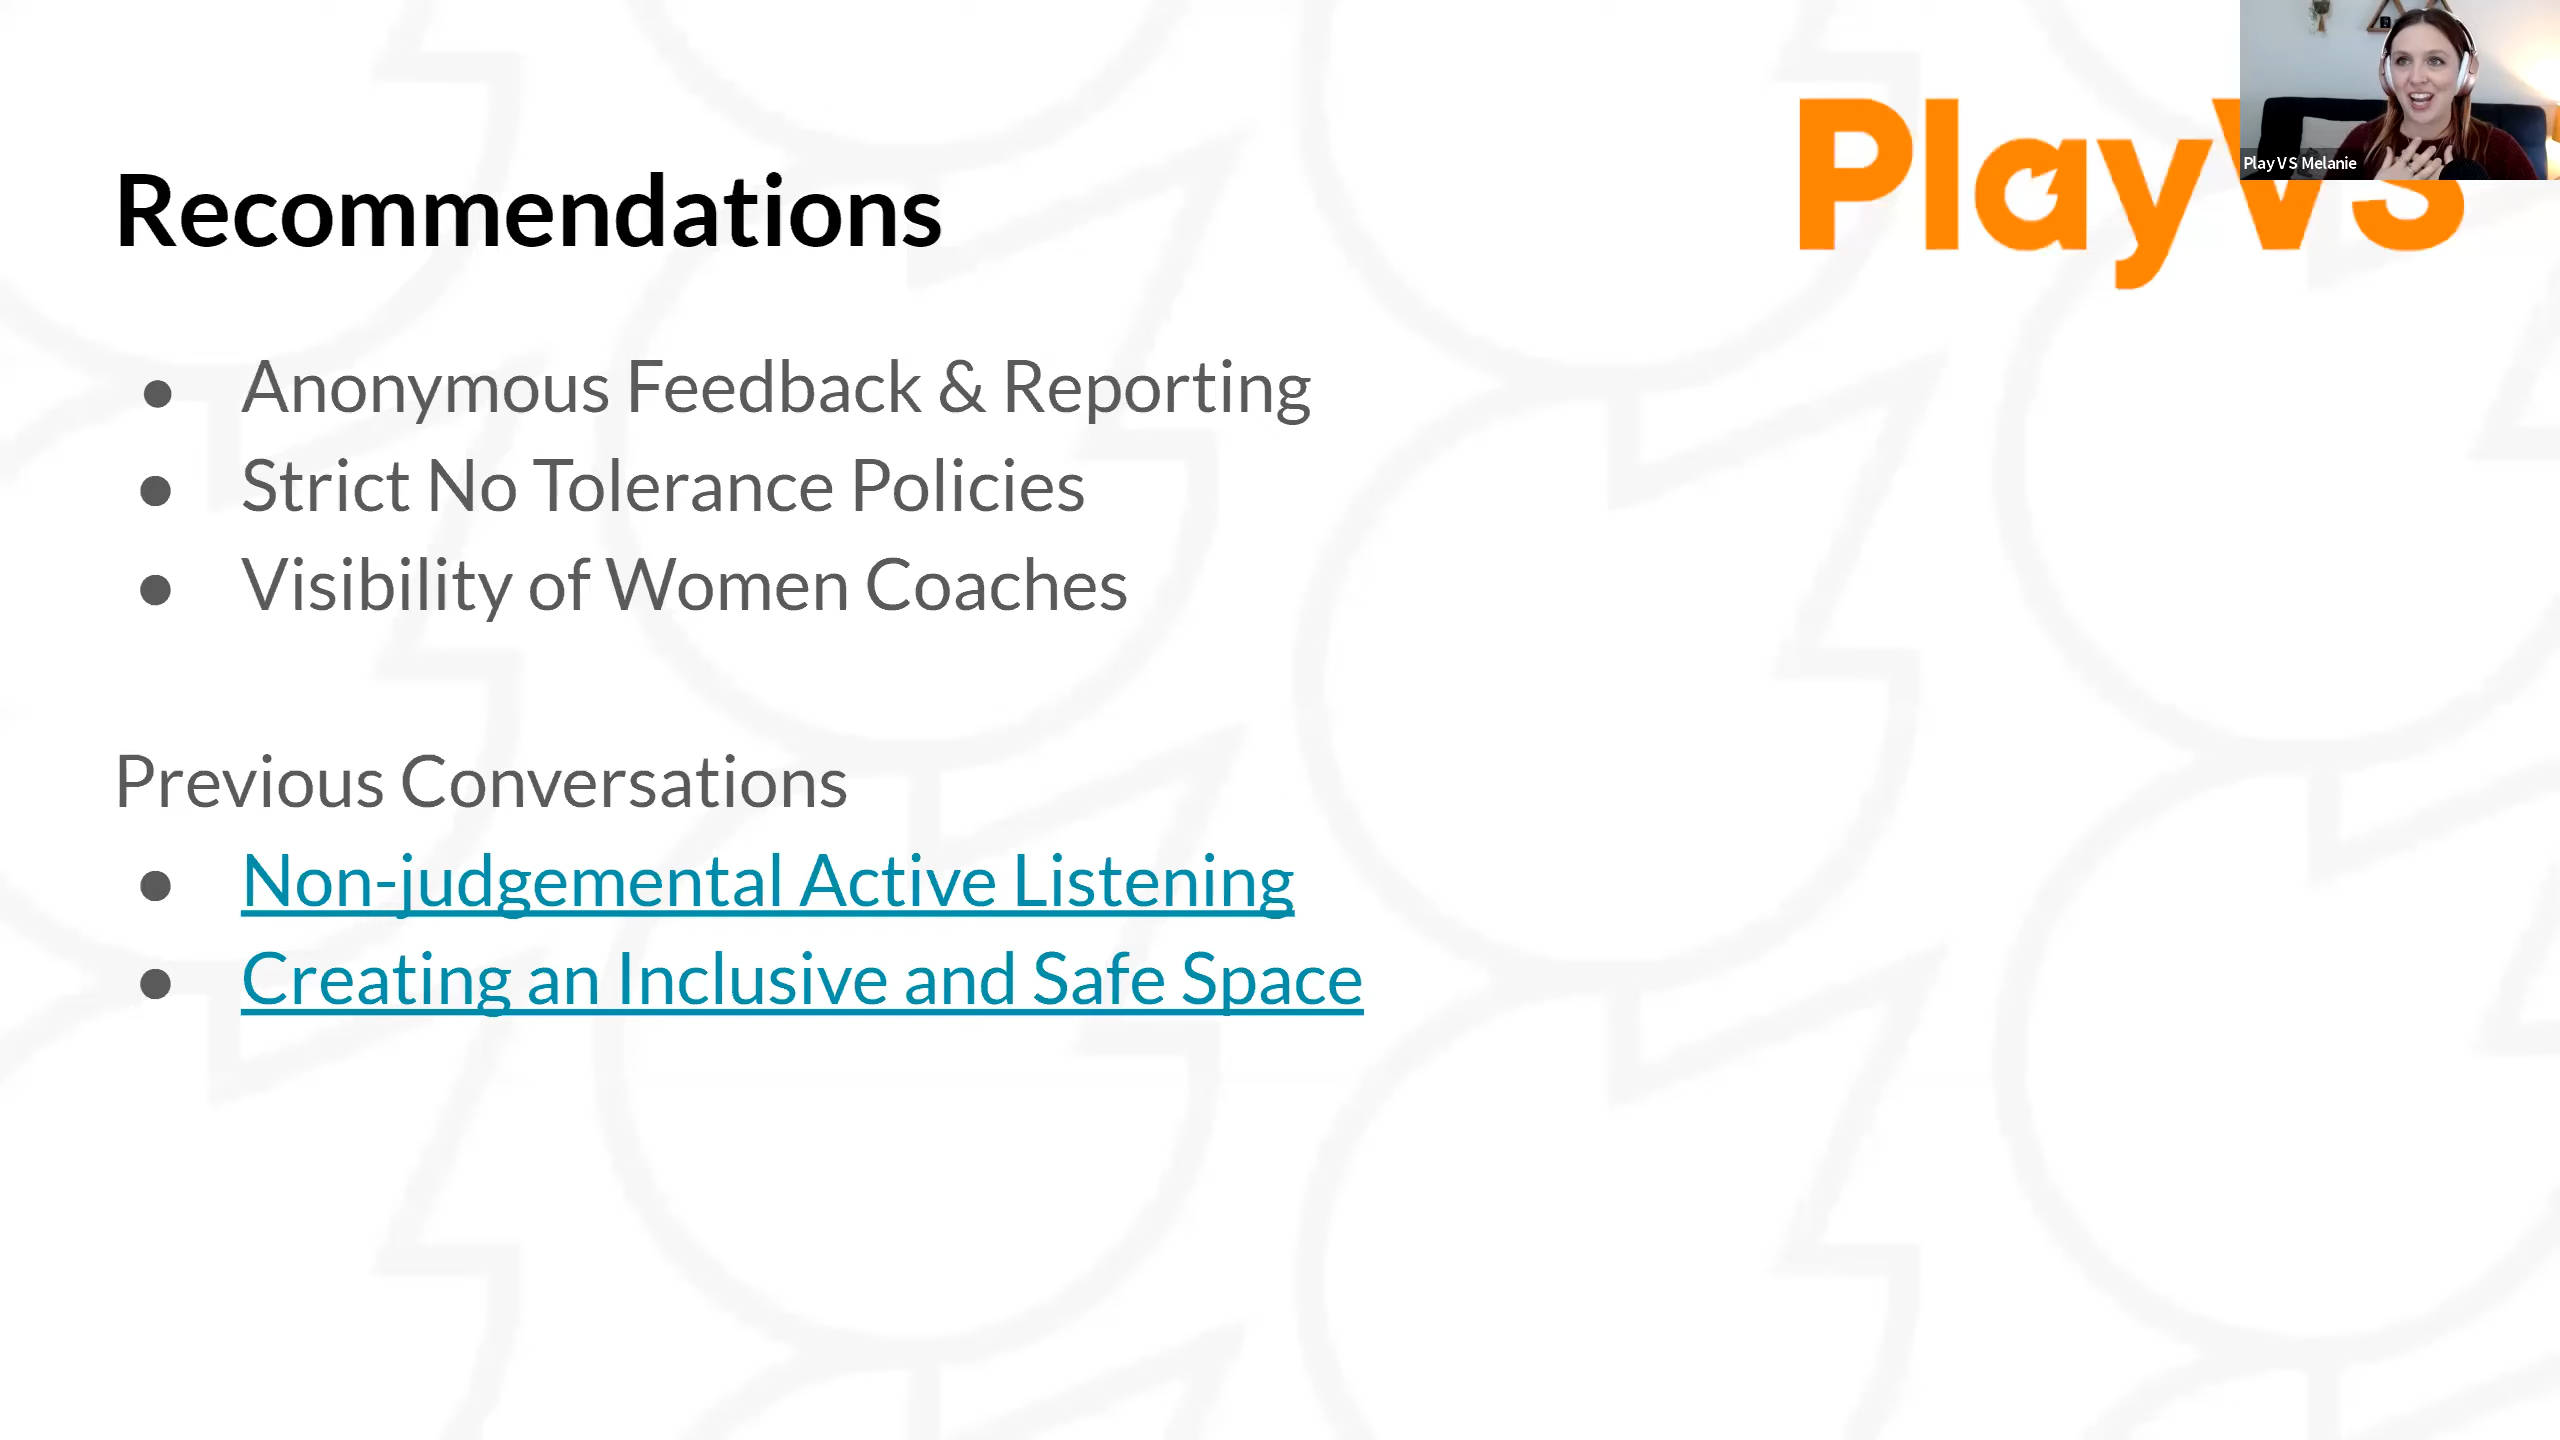 PlayVS
Play VS Melanie
Recommendations
Anonymous Feedback & Reporting
Strict No Tolerance Policies
Visibility of Women Coaches
Previous Conversations
Non-judgemental Active Listening
Creating an Inclusive and Safe Space